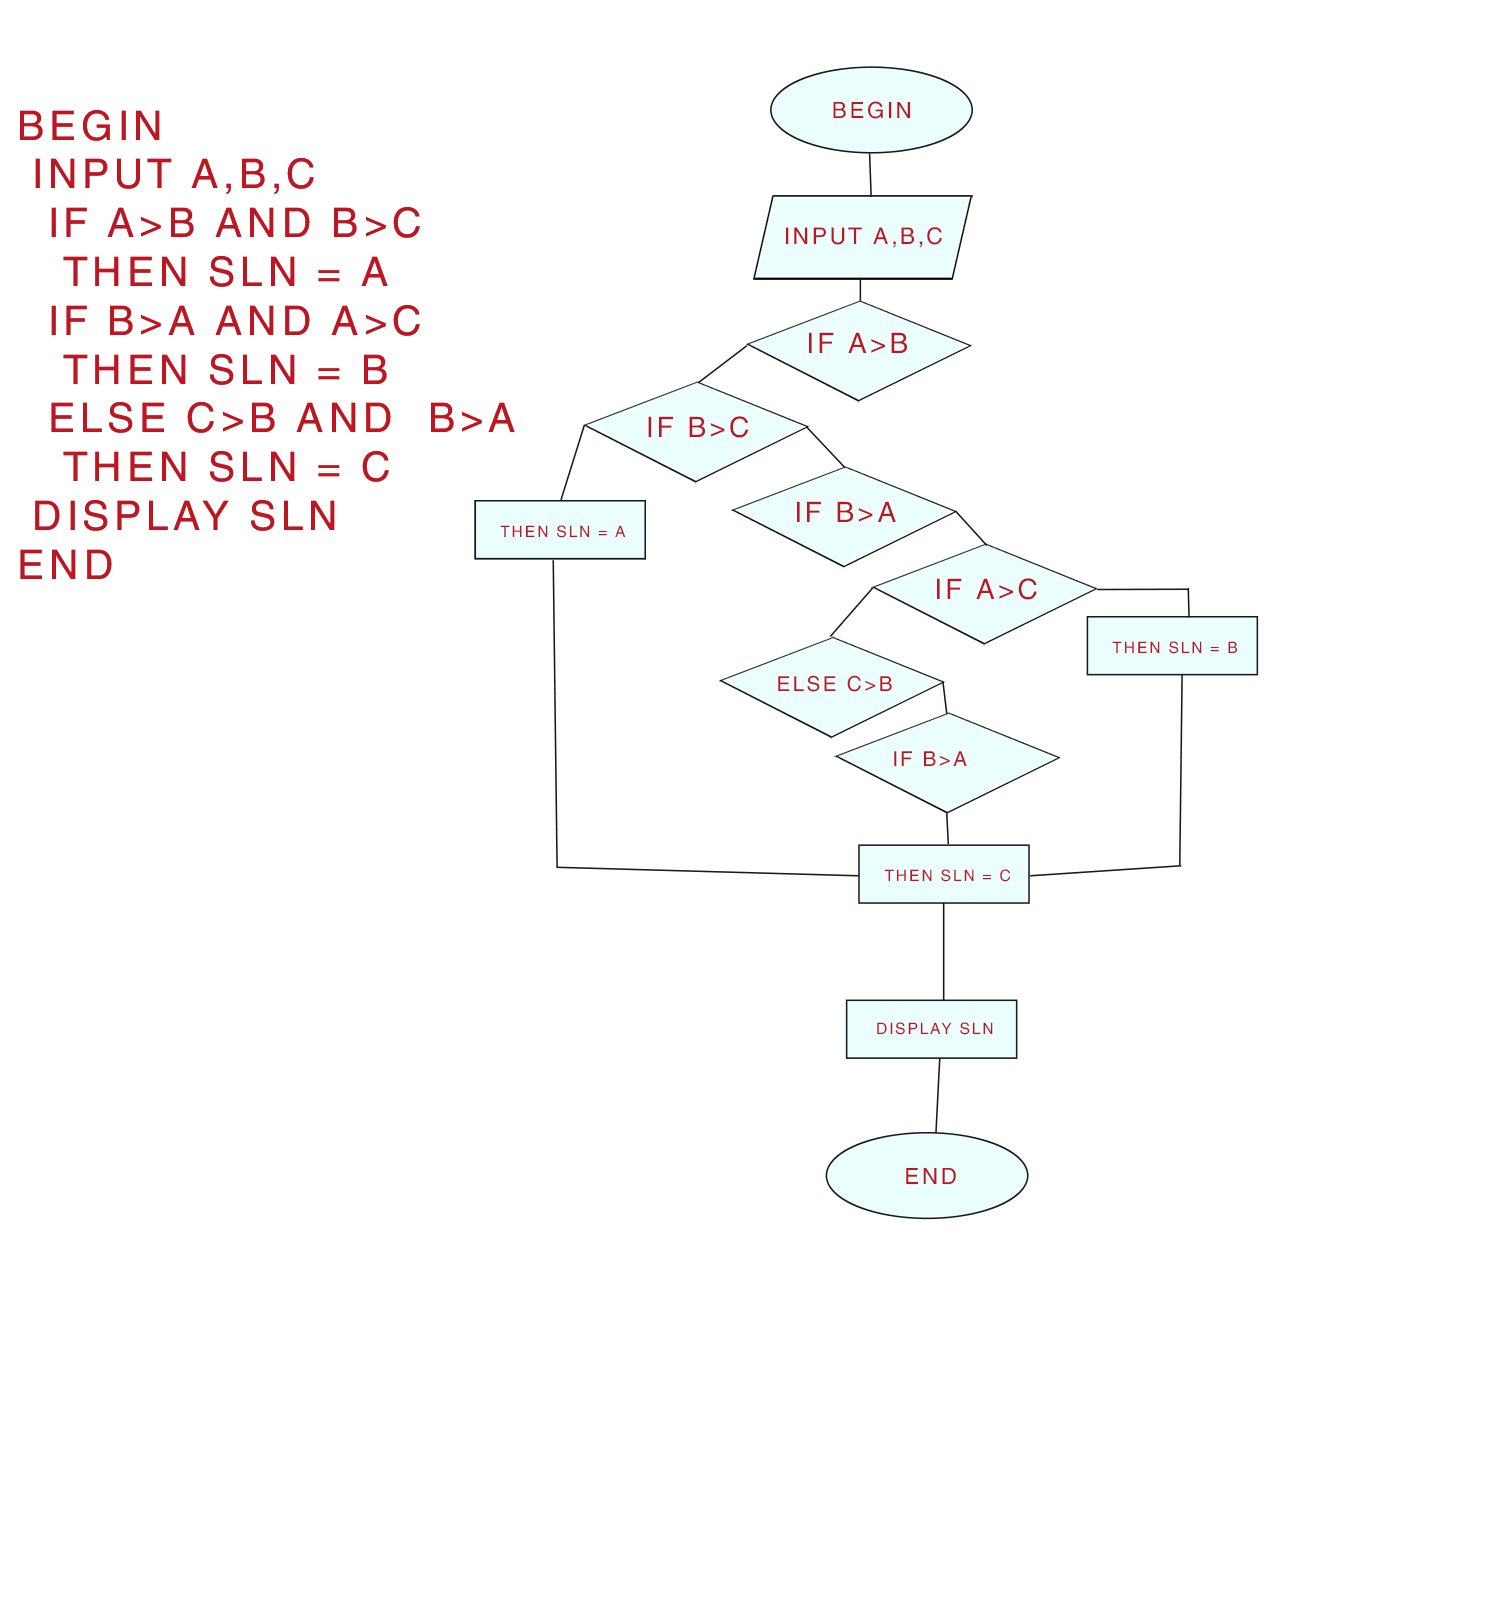 BEGIN
INPUT A,B,C
IF A>B AND B>C
THEN SLN = A
IF B>A AND A>C
THEN SLN = B
ELSE C>B AND  B>A
THEN SLN = C
DISPLAY SLN
END
BEGIN
INPUT A,B,C
IF A>B
IF B>C
IF B>A
THEN SLN = A
IF A>C
THEN SLN = B
ELSE C>B
IF B>A
THEN SLN = C
DISPLAY SLN
END